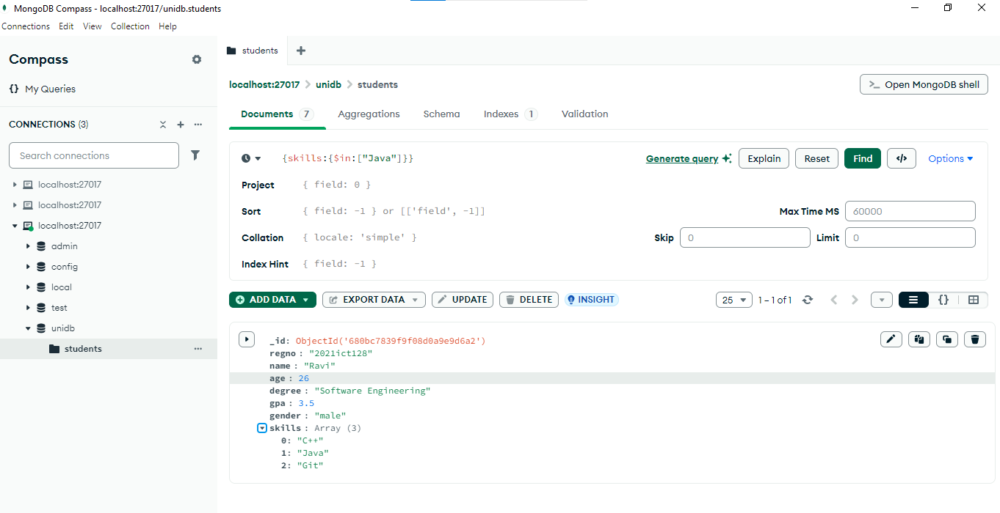 MongoDB Compass - localhost:27017/unidb.students
Connections Edit View Collection Help
Compass
{} My Queries
CONNECTIONS (3)
Search connections
localhost:27017
localhost:27017
localhost:27017
admin
config
local
test
unidb
students
students
localhost:27017 > unidb > students
>_ Open MongoDB shell
Documents 7 Aggregations Schema Indexes 1 Validation
{skills:{$in:["Java"]}}
Generate query Explain Reset Find </> Options
Project { field: 0 }
Sort { field: -1 } or [['field', -1]]
Max Time MS 60000
Collation { locale: 'simple' }
Skip 0 Limit 0
Index Hint { field: -1 }
ADD DATA EXPORT DATA UPDATE DELETE INSIGHT
25 1 – 1 of 1 {}
_id: ObjectId('680bc7839f9f08d0a9e9d6a2')
regno : "2021ict128"
name : "Ravi"
age : 26
degree : "Software Engineering"
gpa : 3.5
gender : "male"
skills : Array (3)
0: "C++"
1: "Java"
2: "Git"